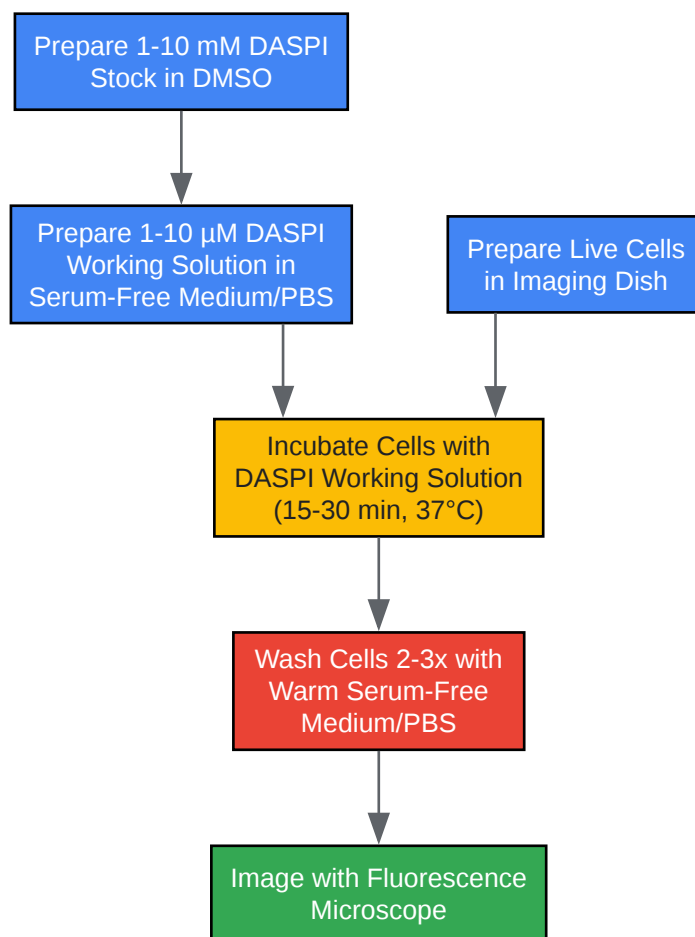 Prepare 1-10 mM DASPI
Stock in DMSO
Prepare 1-10 µM DASPI
Working Solution in
Serum-Free Medium/PBS
Prepare Live Cells
in Imaging Dish
Incubate Cells with
DASPI Working Solution
(15-30 min, 37°C)
Wash Cells 2-3x with
Warm Serum-Free
Medium/PBS
Image with Fluorescence
Microscope